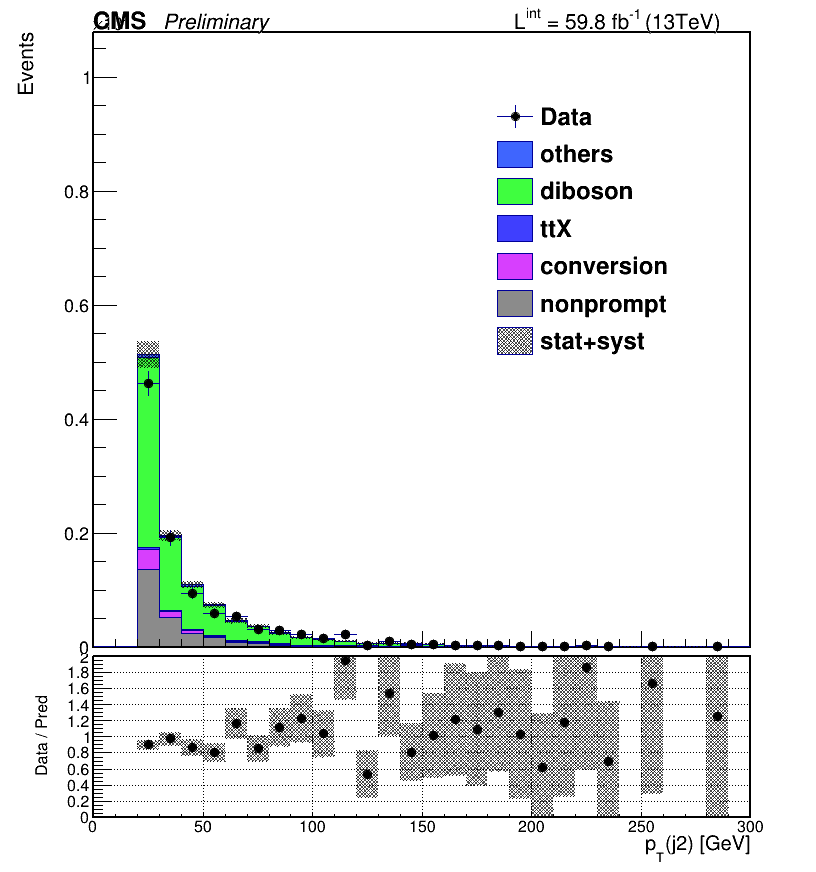 CMS Preliminary L^int = 59.8 fb^-1 (13TeV)
Events
1
0.8
0.6
0.4
0.2
0
Data
others
diboson
ttX
conversion
nonprompt
stat+syst
Data / Pred
2
1.8
1.6
1.4
1.2
1
0.8
0.6
0.4
0.2
0
0 50 100 150 200 250 300
p_T(j2) [GeV]